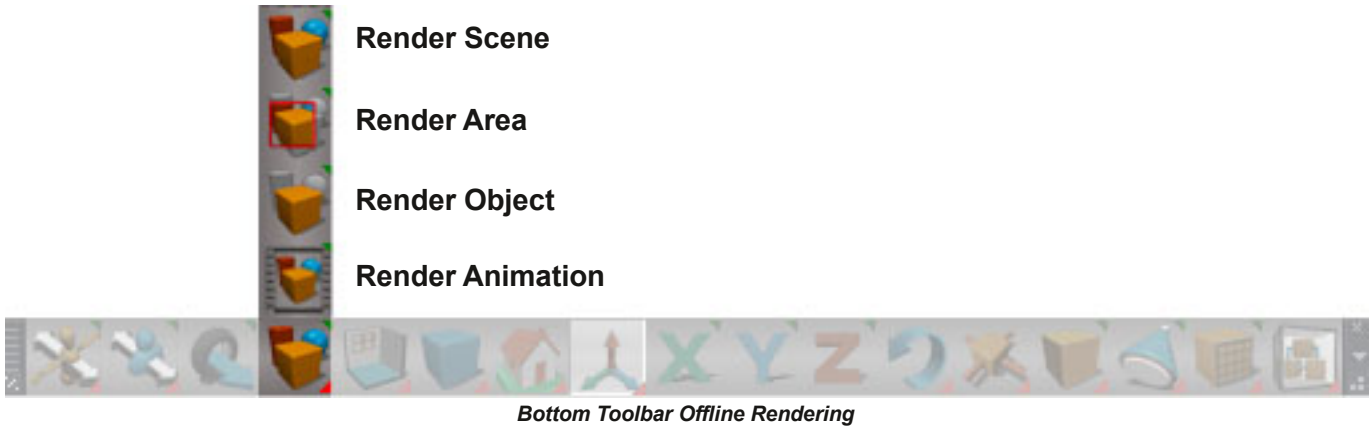 Render Scene
Render Area
Render Object
Render Animation
X Y Z
Bottom Toolbar Offline Rendering